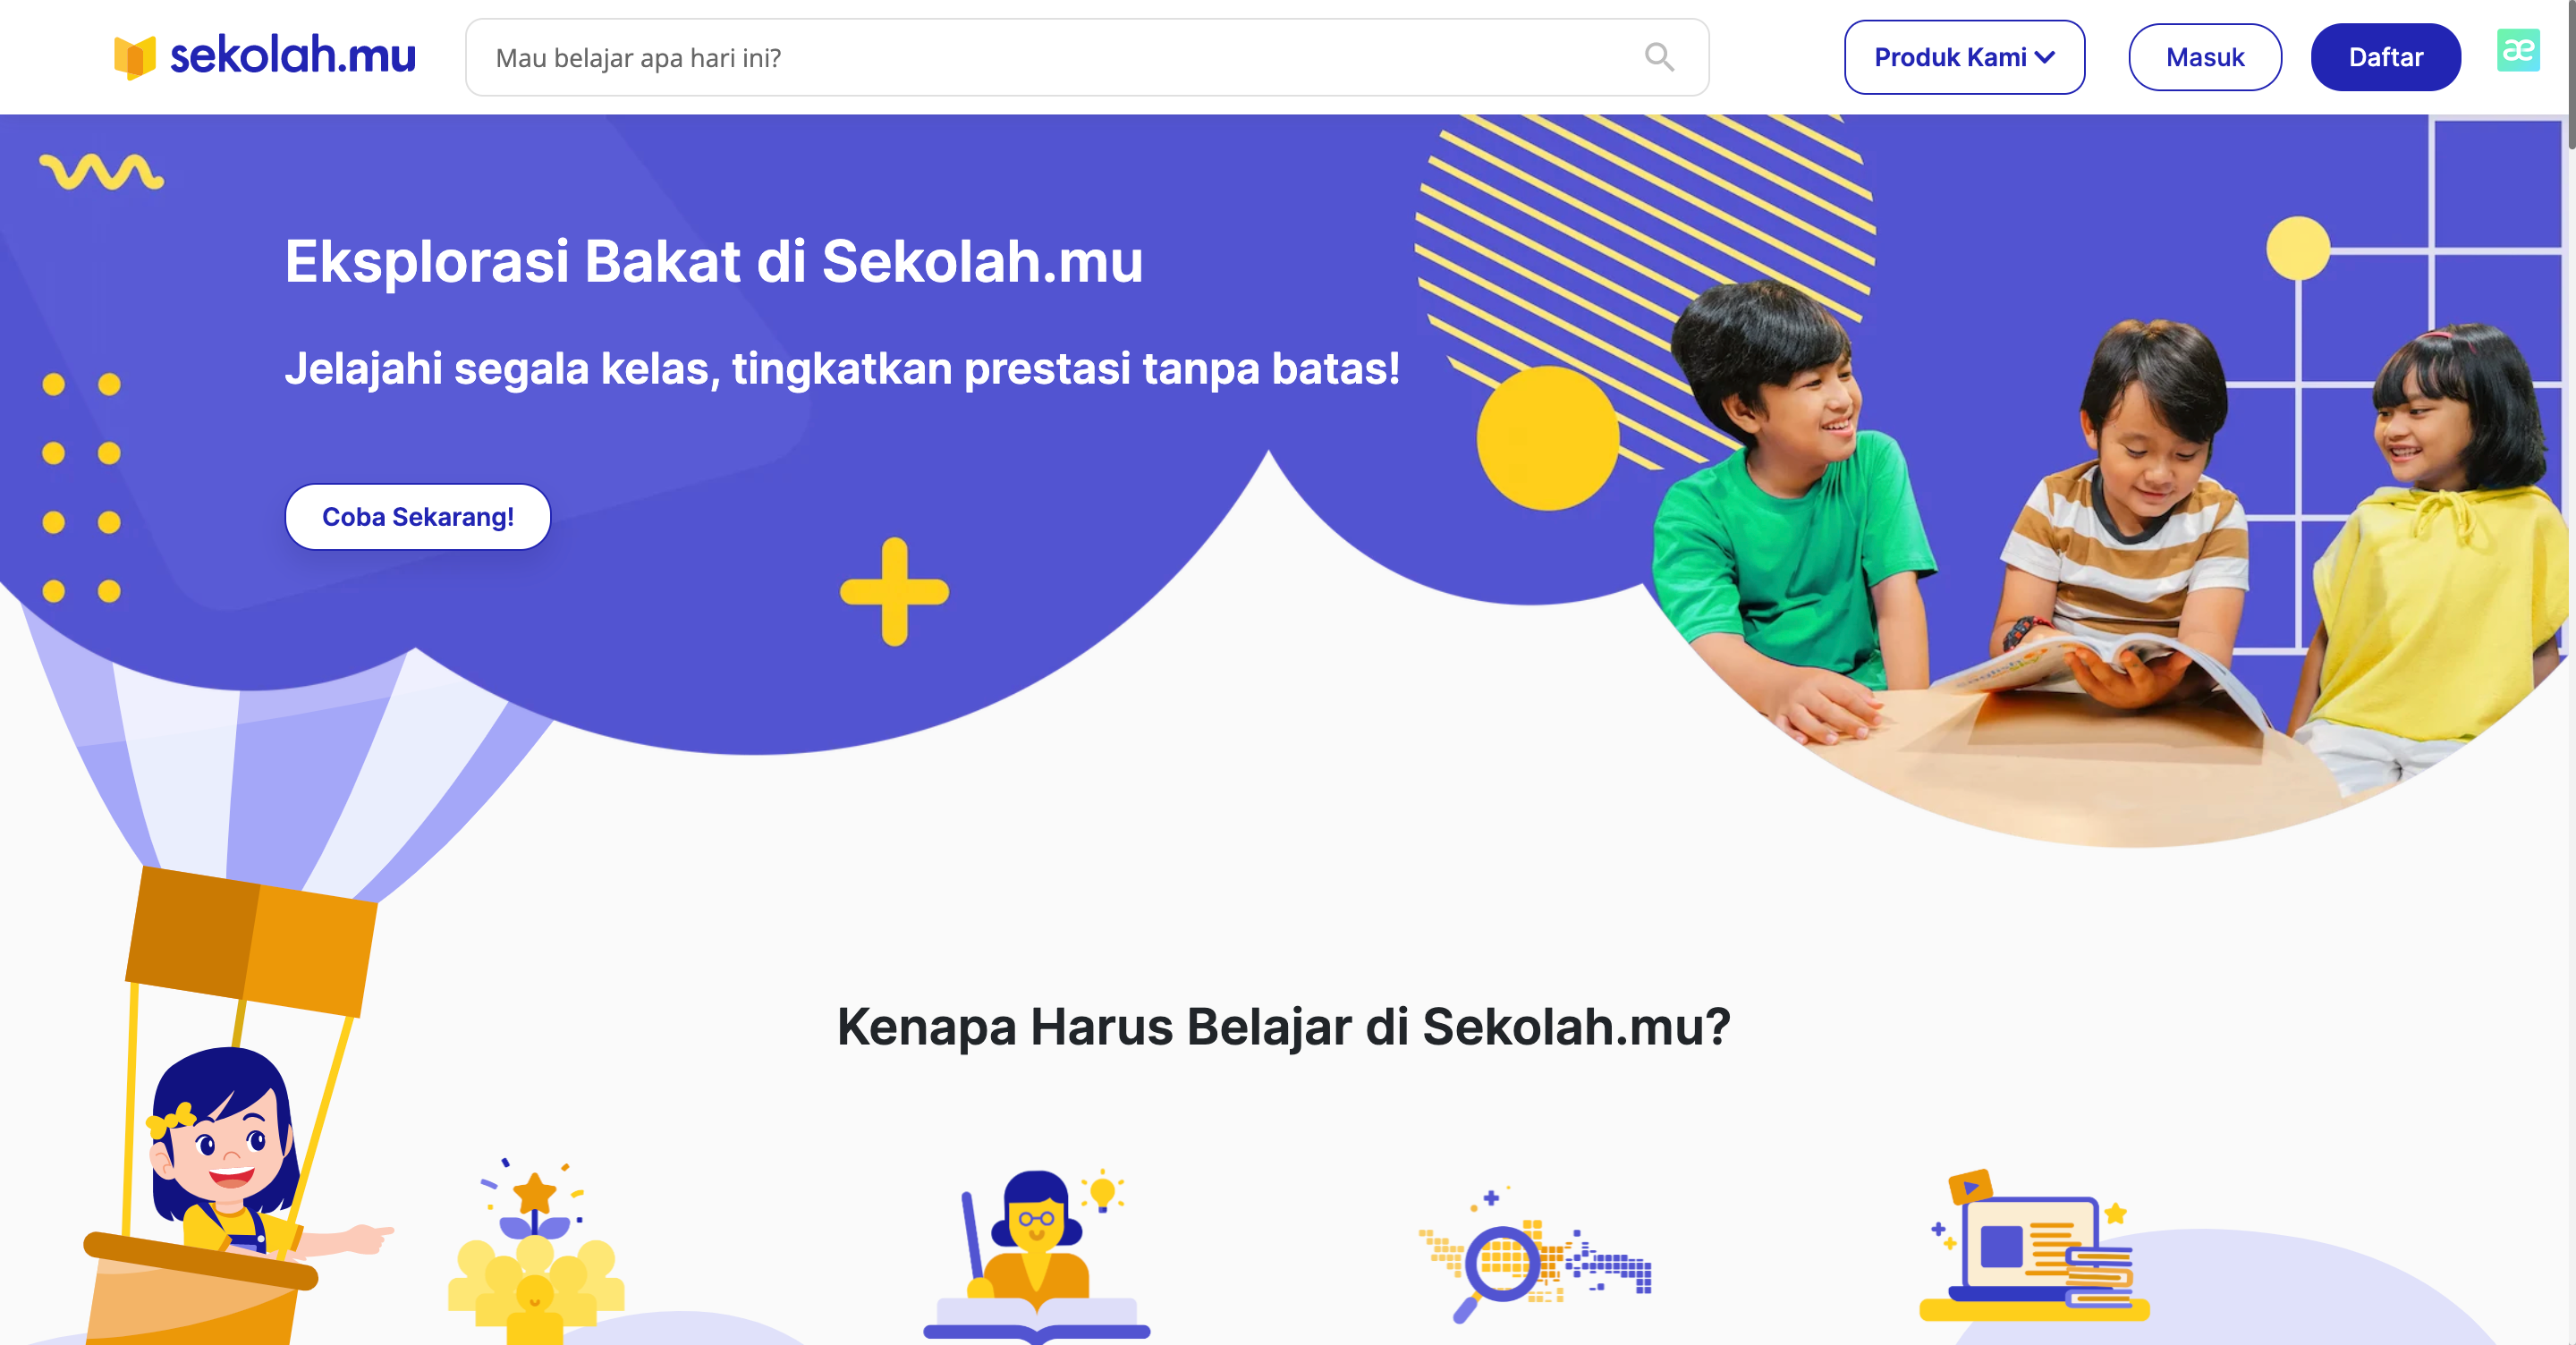 sekolah.mu
Mau belajar apa hari ini?
Produk Kami
Masuk
Daftar
æ
Eksplorasi Bakat di Sekolah.mu
Jelajahi segala kelas, tingkatkan prestasi tanpa batas!
Coba Sekarang!
Kenapa Harus Belajar di Sekolah.mu?